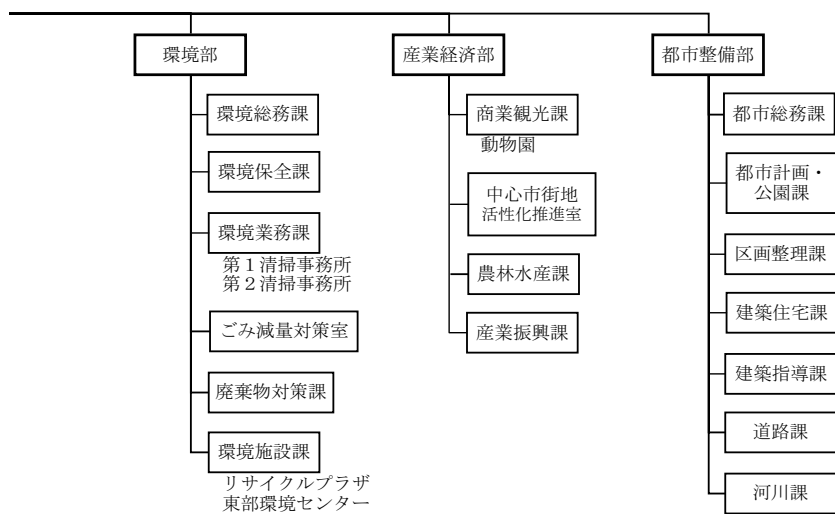 環境部
環境総務課
環境保全課
環境業務課
第１清掃事務所
第２清掃事務所
ごみ減量対策室
廃棄物対策課
環境施設課
リサイクルプラザ
東部環境センター
産業経済部
商業観光課
動物園
中心市街地
活性化推進室
農林水産課
産業振興課
都市整備部
都市総務課
都市計画・
公園課
区画整理課
建築住宅課
建築指導課
道路課
河川課